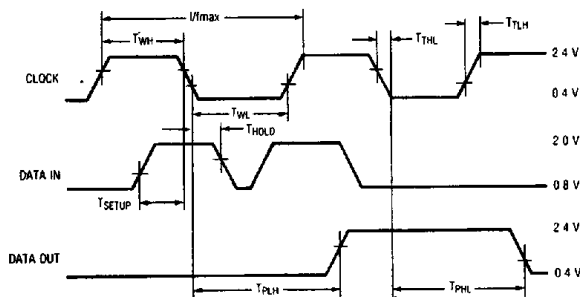 I/fmax
TWH
TTHL
TTLH
2 4 V
CLOCK
0 4 V
TWL
THOLD
2 0 V
DATA IN
0 8 V
TSETUP
2 4 V
DATA OUT
0 4 V
TPLH
TPHL